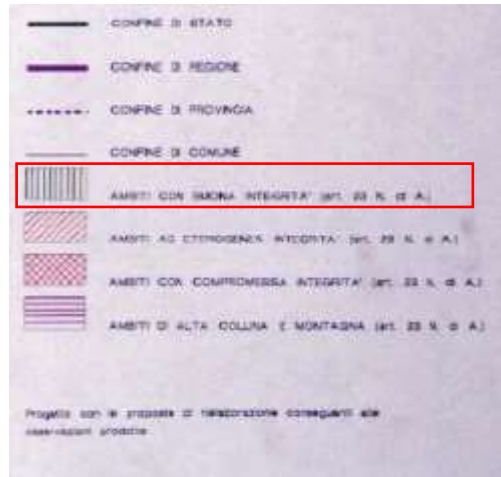 CONFINE DI STATO
CONFINE DI REGIONE
CONFINE DI PROVINCIA
CONFINE DI COMUNE
AMBITI CON BUONA INTEGRITA' (art. 23 N. di A.)
AMBITI AD ETEROGENEA INTEGRITA' (art. 23 N. di A.)
AMBITI CON COMPROMESSA INTEGRITA' (art. 23 N. di A.)
AMBITI DI ALTA COLLINA E MONTAGNA (art. 23 N. di A.)
Progetto con le proposte di rielaborazione conseguenti alle
osservazioni prodotte